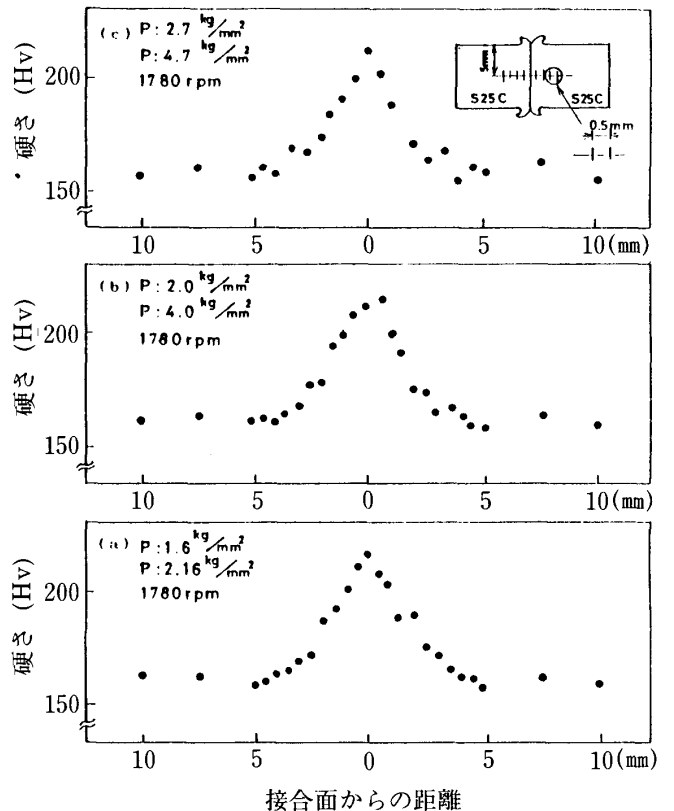 (c) P: 2.7 kg/mm²
P: 4.7 kg/mm²
1780 rpm
硬さ (Hv)
200
150
5mm
S25C S25C
0.5mm
10 5 0 5 10(mm)
(b) P: 2.0 kg/mm²
P: 4.0 kg/mm²
1780 rpm
硬さ (Hv)
200
150
10 5 0 5 10(mm)
(a) P: 1.6 kg/mm²
P: 2.16 kg/mm²
1780 rpm
硬さ (Hv)
200
150
10 5 0 5 10(mm)
接合面からの距離